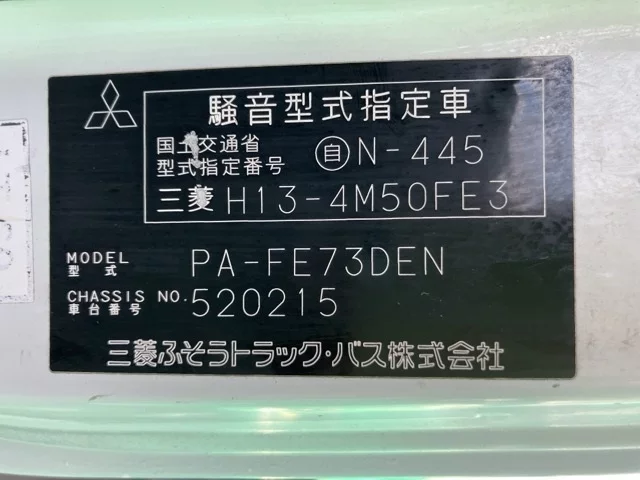 騒音型式指定車
国土交通省
型式指定番号 自N-445
三菱 H13-4M50FE3
MODEL
型式 PA-FE73DEN
CHASSIS NO.
車台番号 520215
三菱ふそうトラック・バス株式会社